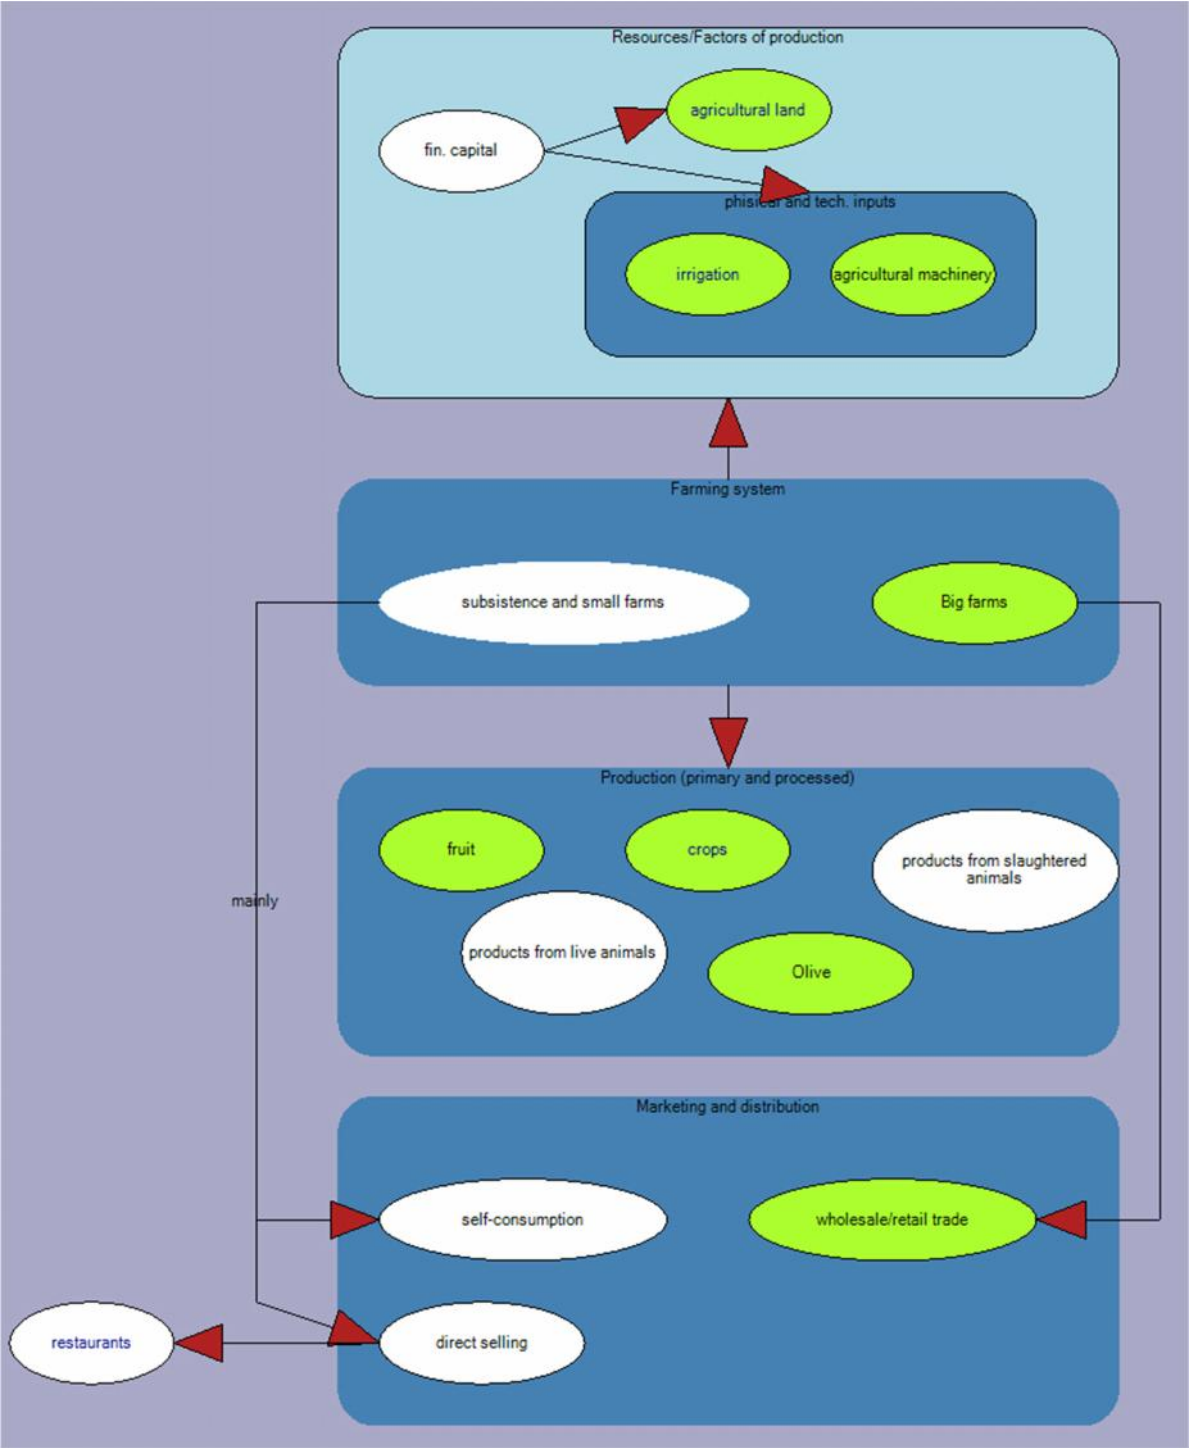 Resources/Factors of production
agricultural land
fin. capital
phisical and tech. inputs
irrigation
agricultural machinery
Farming system
subsistence and small farms
Big farms
Production (primary and processed)
fruit
crops
products from slaughtered
animals
mainly
products from live animals
Olive
Marketing and distribution
self-consumption
wholesale/retail trade
restaurants
direct selling